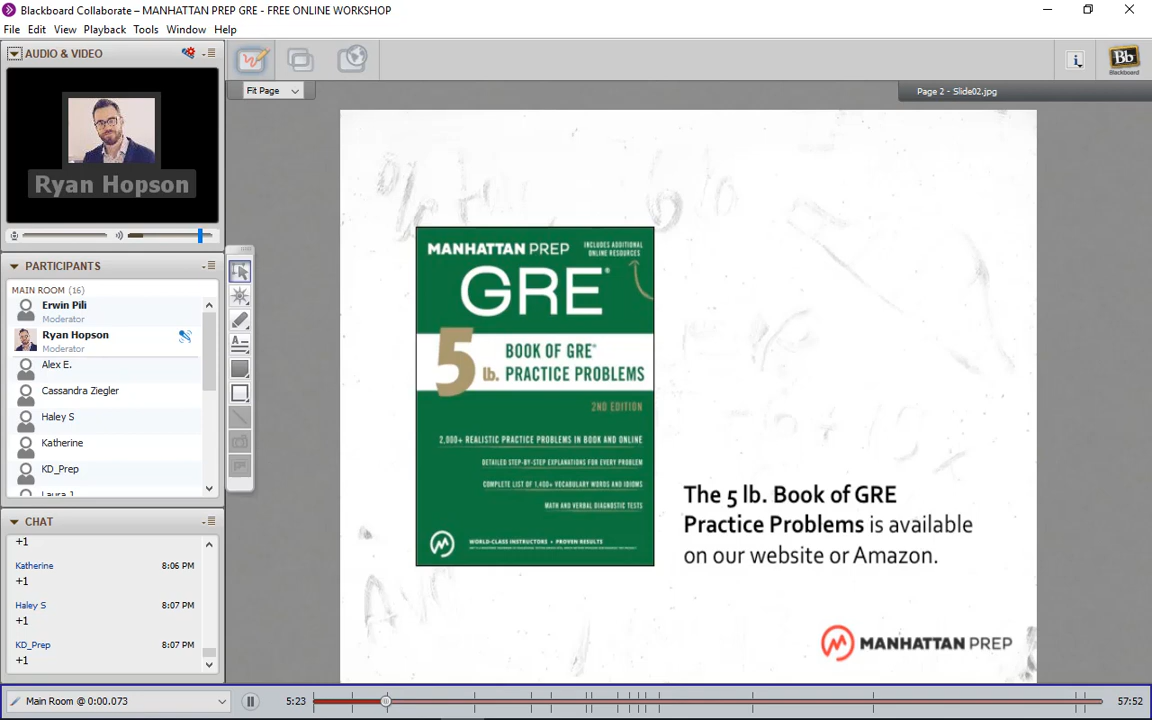 Blackboard Collaborate – MANHATTAN PREP GRE - FREE ONLINE WORKSHOP
File Edit View Playback Tools Window Help
AUDIO & VIDEO
Ryan Hopson
PARTICIPANTS
MAIN ROOM (16)
Erwin Pili
Moderator
Ryan Hopson
Moderator
Alex E.
Cassandra Ziegler
Haley S
Katherine
KD_Prep
Laura J
CHAT
+1
Katherine 8:06 PM
+1
Haley S 8:07 PM
+1
KD_Prep 8:07 PM
+1
Fit Page
Page 2 - Slide02.jpg
Bb
Blackboard
MANHATTAN PREP
INCLUDES ADDITIONAL
ONLINE RESOURCES
GRE®
5 lb.
BOOK OF GRE®
PRACTICE PROBLEMS
2ND EDITION
2,000+ REALISTIC PRACTICE PROBLEMS IN BOOK AND ONLINE
DETAILED STEP-BY-STEP EXPLANATIONS FOR EVERY PROBLEM
COMPLETE LIST OF 1,400+ VOCABULARY WORDS AND IDIOMS
MATH AND VERBAL DIAGNOSTIC TESTS
WORLD-CLASS INSTRUCTORS • PROVEN RESULTS
The 5 lb. Book of GRE
Practice Problems is available
on our website or Amazon.
MANHATTAN PREP
Main Room @ 0:00.073
5:23
57:52